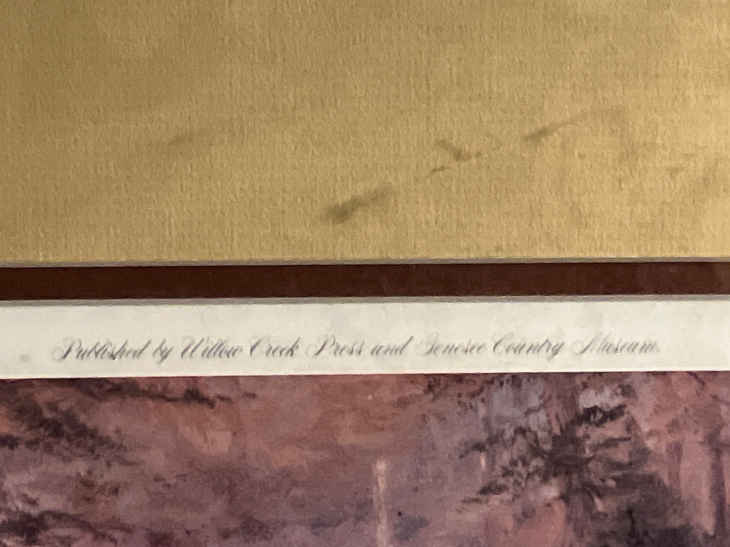 Published by Willow Creek Press and Genesee Country Museum.